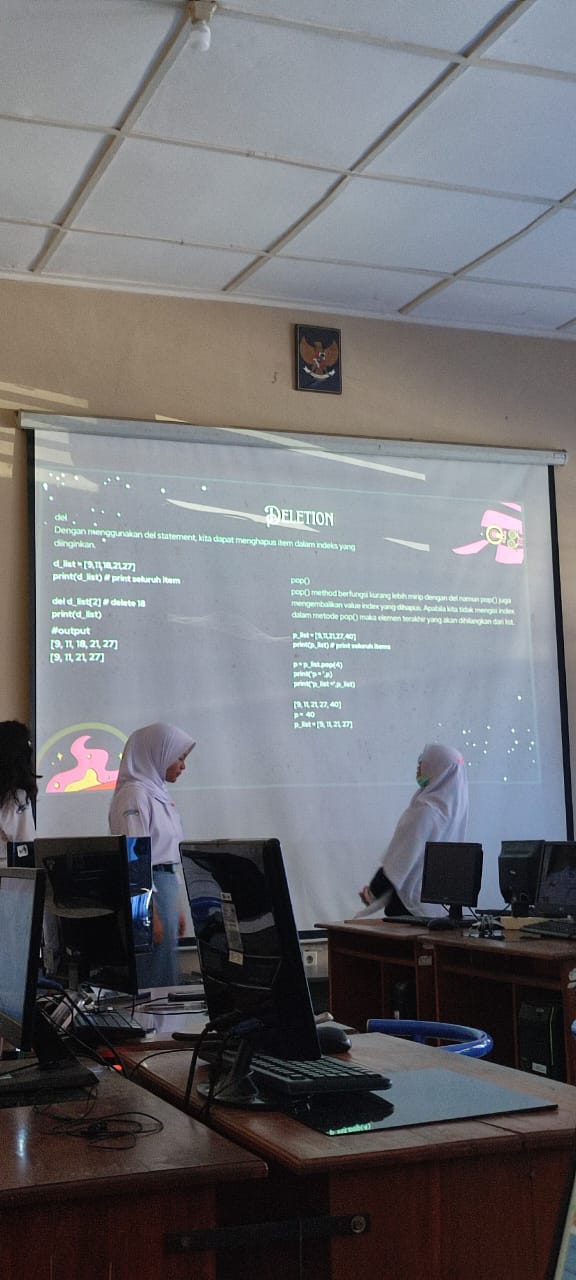 DELETION
del
Dengan menggunakan del statement, kita dapat menghapus item dalam indeks yang
diinginkan.
d_list = [9,11,18,21,27]
print(d_list) # print seluruh item
del d_list[2] # delete 18
print(d_list)
#output
[9, 11, 18, 21, 27]
[9, 11, 21, 27]
pop()
pop() method berfungsi kurang lebih mirip dengan del namun pop() juga
mengembalikan value index yang dihapus. Apabila kita tidak mengisi index
dalam metode pop() maka elemen terakhir yang akan dihilangkan dari list.
p_list = [9,11,21,27,40]
print(p_list) # print seluruh items
p = p_list.pop(4)
print("p = ",p)
print("p_list =",p_list)
[9, 11, 21, 27, 40]
p = 40
p_list = [9, 11, 21, 27]